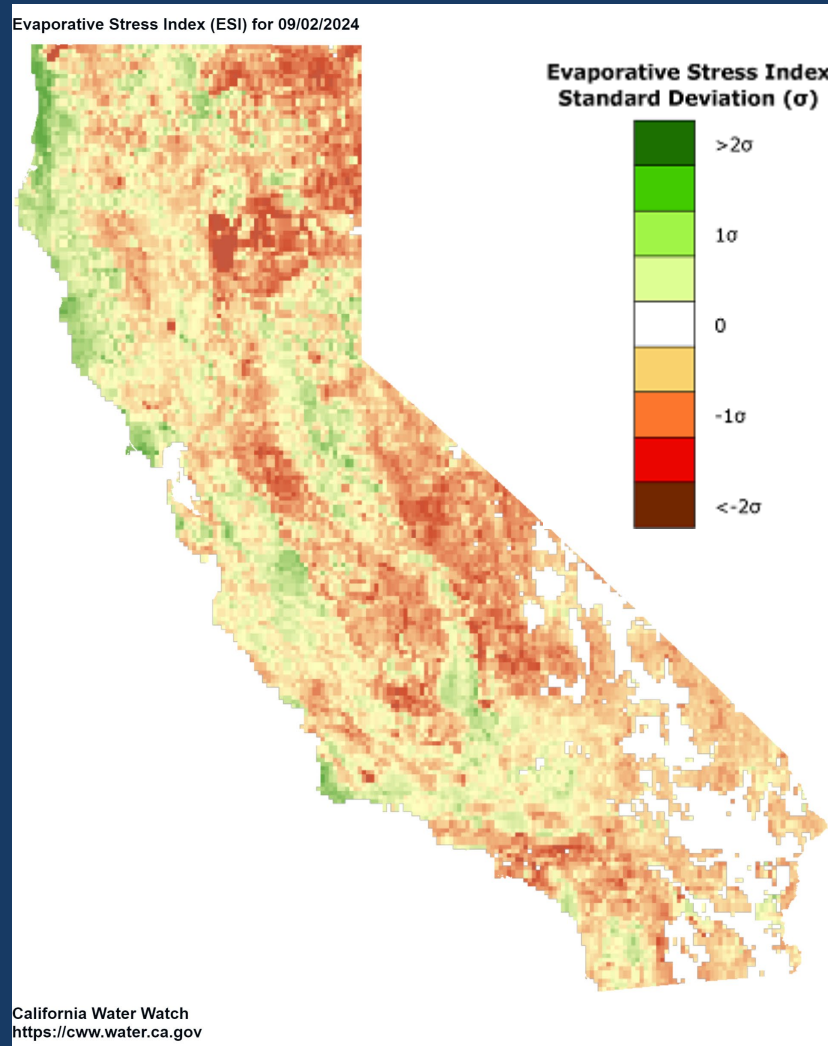 Evaporative Stress Index (ESI) for 09/02/2024
Evaporative Stress Index
Standard Deviation (σ)
>2σ
1σ
0
-1σ
<-2σ
California Water Watch
https://cww.water.ca.gov